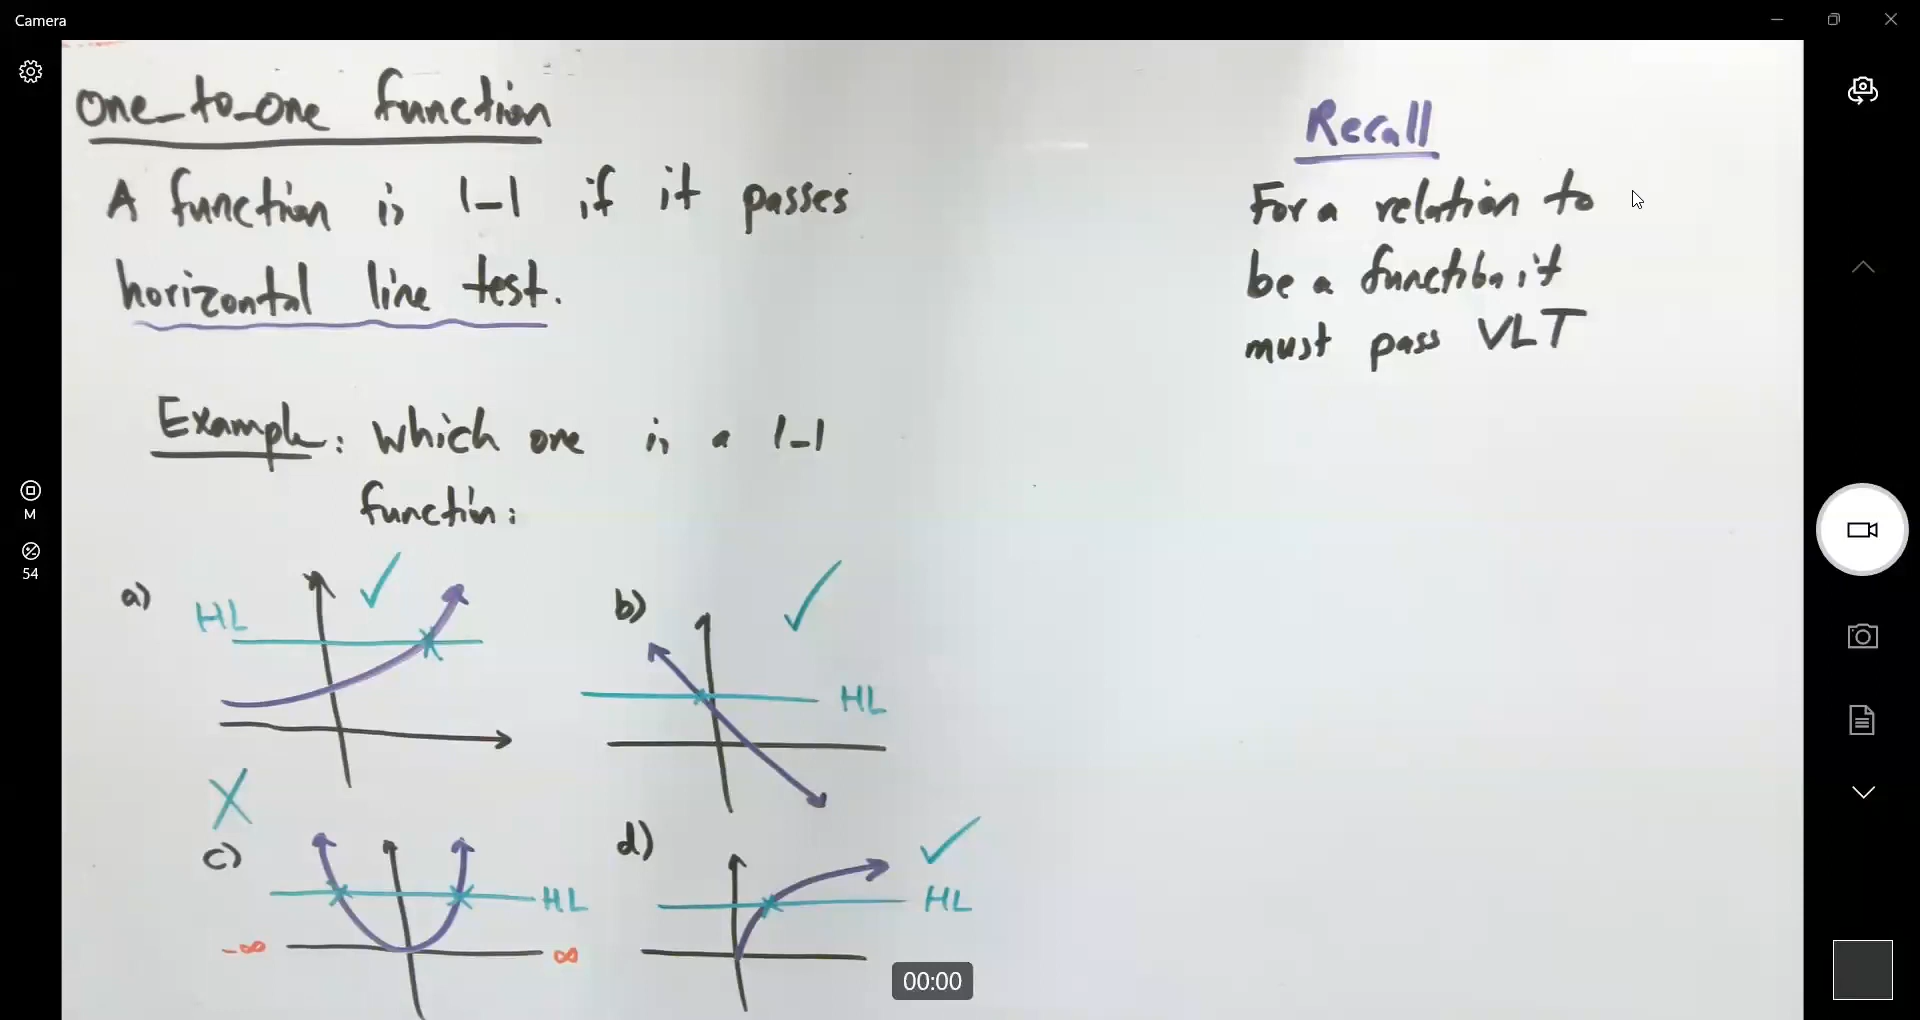 Camera
One-to-one function
A function is 1-1 if it passes
horizontal line test.
Recall
For a relation to
be a function it
must pass VLT
Example: Which one is a 1-1
function:
a)
HL
b)
HL
M
54
c)
HL
-∞
∞
d)
HL
00:00